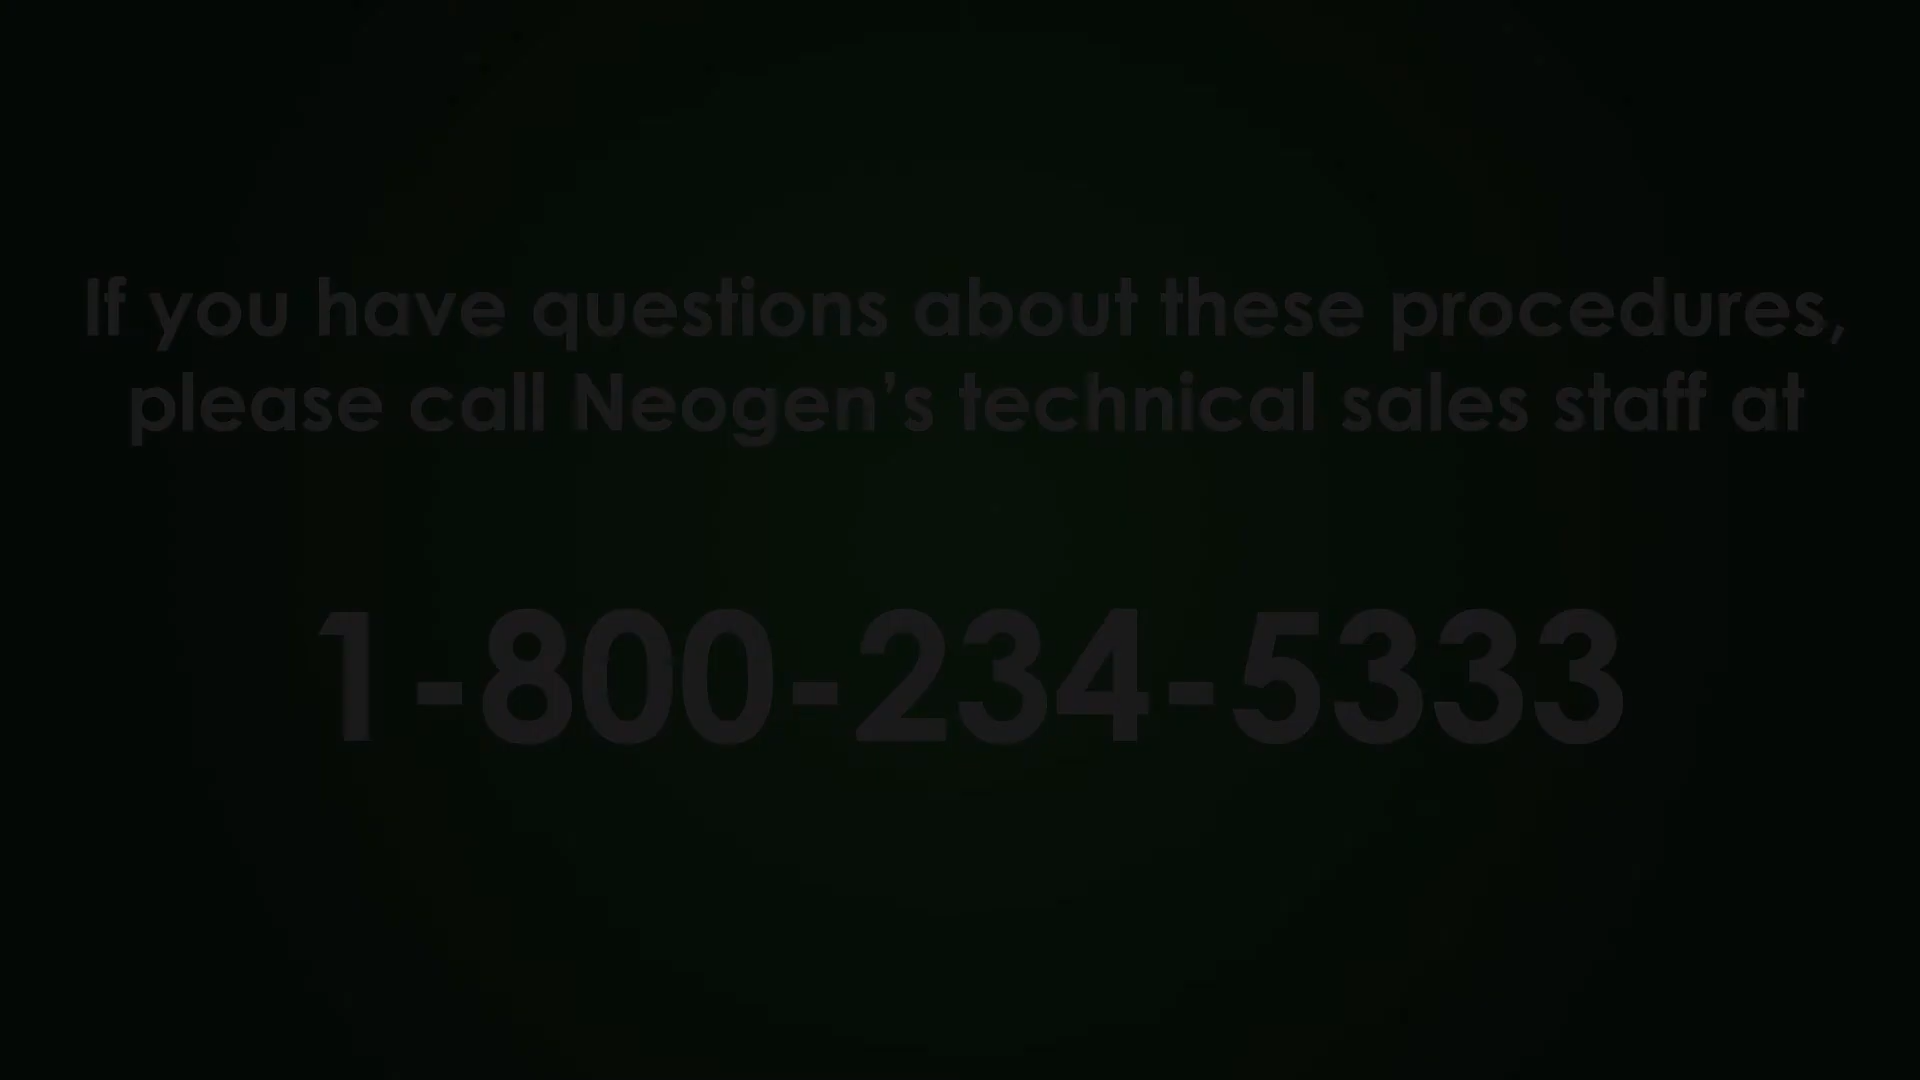 If you have questions about these procedures,
please call Neogen’s technical sales staff at
1-800-234-5333